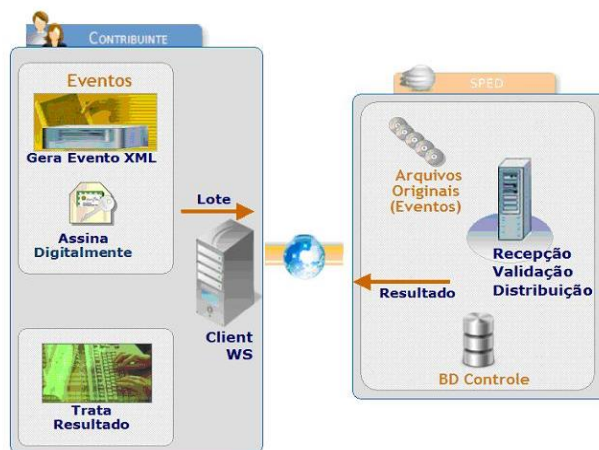 CONTRIBUINTE
Eventos
Gera Evento XML
Assina
Digitalmente
Lote
Client
WS
Trata
Resultado
SPED
Arquivos
Originais
(Eventos)
Recepção
Validação
Distribuição
Resultado
BD Controle